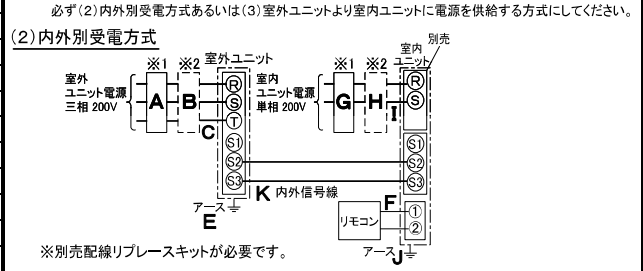 必ず(2)内外別受電方式あるいは(3)室外ユニットより室内ユニットに電源を供給する方式にしてください。
(2)内外別受電方式
※1 ※2 室外ユニット
室外
ユニット電源
三相 200V
A B C
R
S
T
S1
S2
S3
アース
E
※1 ※2
室内
ユニット電源
単相 200V
G H I
室内
ユニット
別売
R
S
S1
S2
S3
K 内外信号線
リモコン
F
①
②
アース J
※別売配線リプレースキットが必要です。